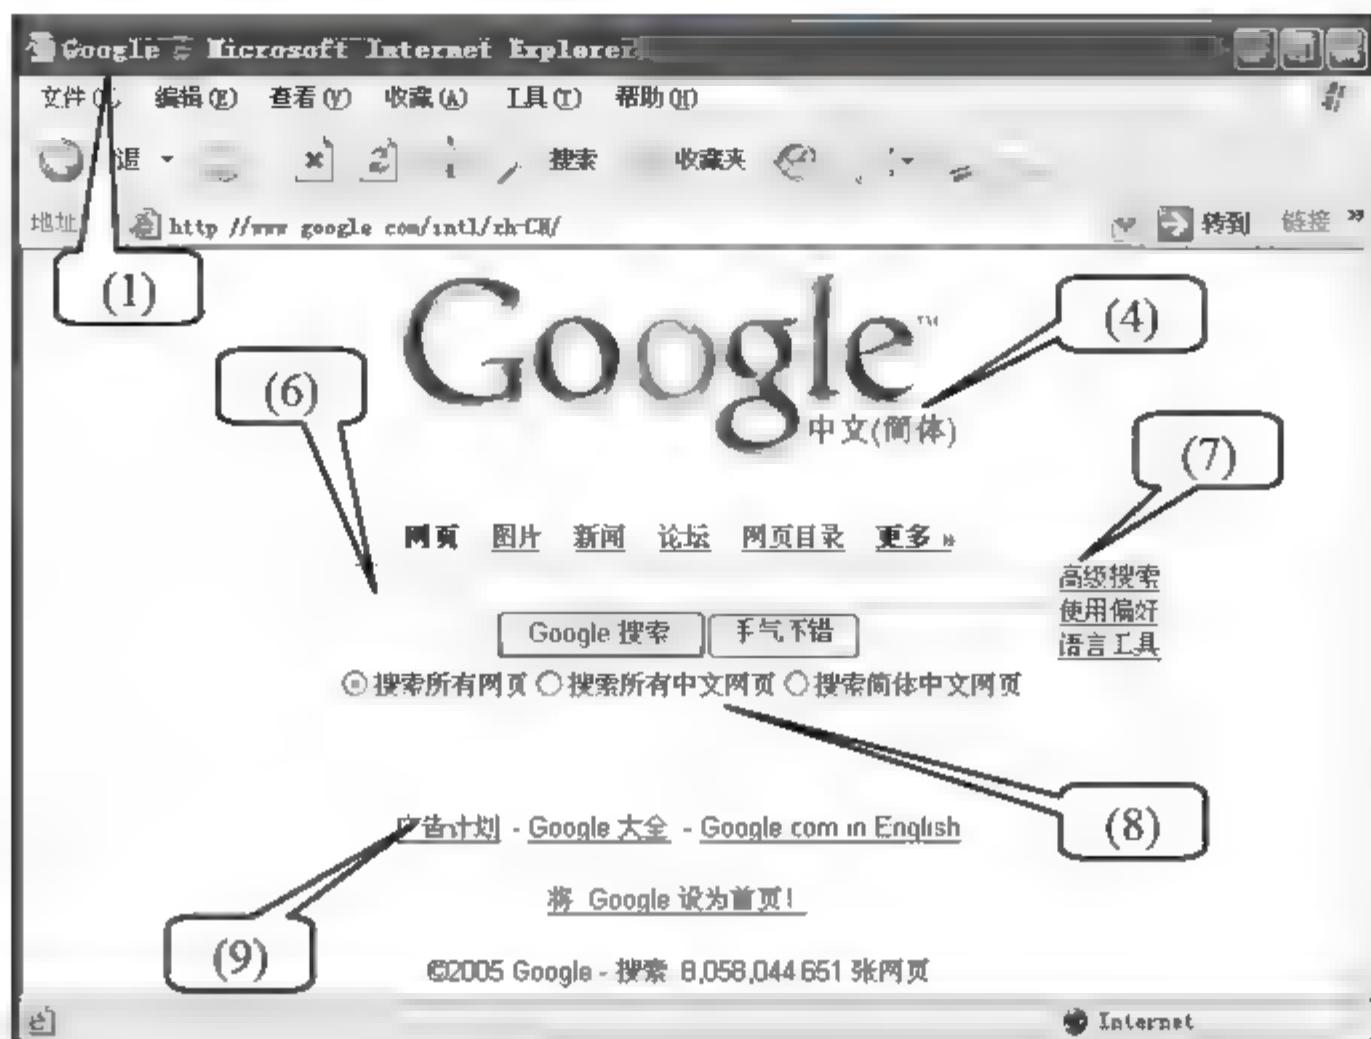 Google - Microsoft Internet Explorer
文件 编辑(E) 查看(V) 收藏(A) 工具(T) 帮助(H)
退 搜索 收藏夹
地址 http //www google com/intl/zh-CN/ 转到 链接 »
(1)
Google™
(4)
中文(简体)
(6)
(7)
网页 图片 新闻 论坛 网页目录 更多 »
高级搜索
使用偏好
语言工具
Google 搜索 手气不错
搜索所有网页 搜索所有中文网页 搜索简体中文网页
(8)
广告计划 - Google 大全 - Google com in English
将 Google 设为首页!
(9)
©2005 Google - 搜索 8,058,044 651 张网页
Internet